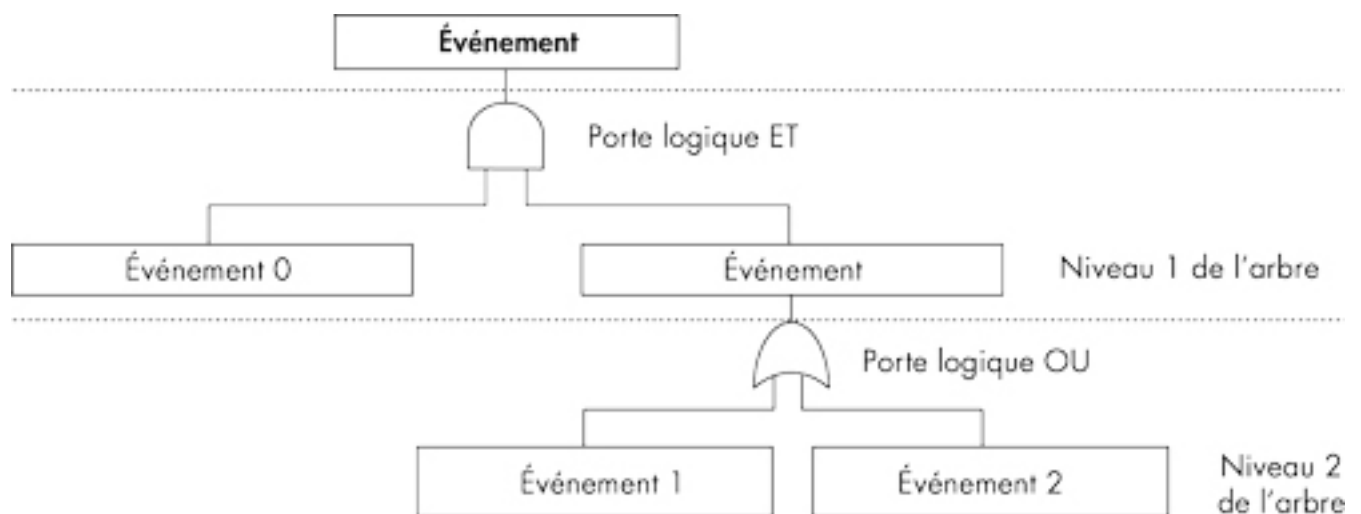 Événement
Porte logique ET
Événement 0
Événement
Niveau 1 de l'arbre
Porte logique OU
Événement 1
Événement 2
Niveau 2
de l'arbre